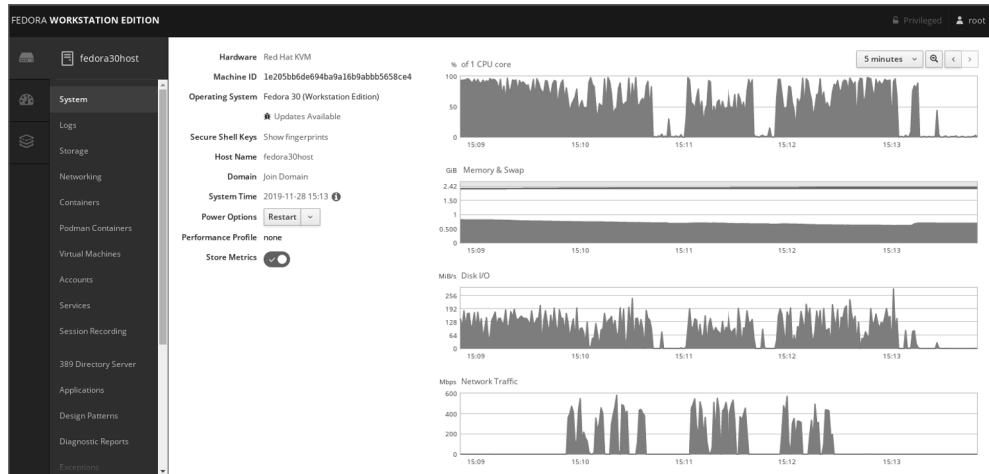 FEDORA WORKSTATION EDITION
Privileged
root
fedora30host
System
Logs
Storage
Networking
Containers
Podman Containers
Virtual Machines
Accounts
Services
Session Recording
389 Directory Server
Applications
Design Patterns
Diagnostic Reports
Exceptions
Hardware Red Hat KVM
Machine ID 1e205bb6de694ba9a16b9abbb5658ce4
Operating System Fedora 30 (Workstation Edition)
Updates Available
Secure Shell Keys Show fingerprints
Host Name fedora30host
Domain Join Domain
System Time 2019-11-28 15:13
Power Options Restart
Performance Profile none
Store Metrics
5 minutes
% of 1 CPU core
100
50
0
15:09 15:10 15:11 15:12 15:13
GiB Memory & Swap
2.42
1.50
1
0.500
0
15:09 15:10 15:11 15:12 15:13
MiB/s Disk I/O
256
192
128
64
0
15:09 15:10 15:11 15:12 15:13
Mbps Network Traffic
600
400
200
0
15:09 15:10 15:11 15:12 15:13